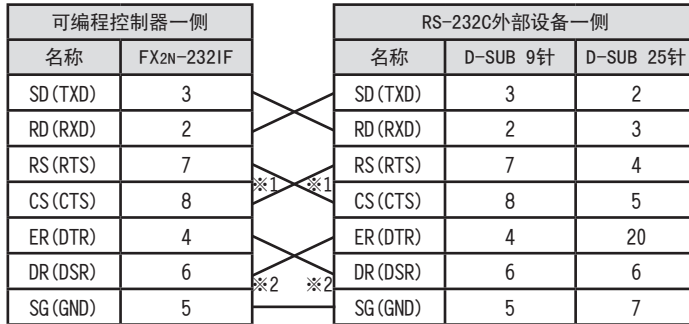 可编程控制器一侧 RS-232C外部设备一侧
名称 FX2N-232IF 名称 D-SUB 9针 D-SUB 25针
SD(TXD) 3 SD(TXD) 3 2
RD(RXD) 2 RD(RXD) 2 3
RS(RTS) 7 ※1 ※1 RS(RTS) 7 4
CS(CTS) 8 CS(CTS) 8 5
ER(DTR) 4 ER(DTR) 4 20
DR(DSR) 6 ※2 ※2 DR(DSR) 6 6
SG(GND) 5 SG(GND) 5 7